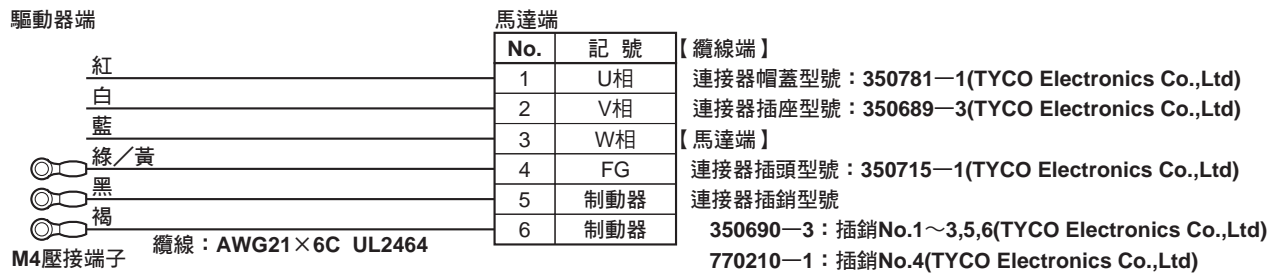 驅動器端
馬達端
No. 記 號
【纜線端】
紅 1 U相
連接器帽蓋型號：350781—1(TYCO Electronics Co.,Ltd)
白 2 V相
連接器插座型號：350689—3(TYCO Electronics Co.,Ltd)
藍 3 W相
【馬達端】
綠／黃 4 FG
連接器插頭型號：350715—1(TYCO Electronics Co.,Ltd)
黑 5 制動器
連接器插銷型號
褐 6 制動器
350690—3：插銷No.1～3,5,6(TYCO Electronics Co.,Ltd)
M4壓接端子
纜線：AWG21×6C UL2464
770210—1：插銷No.4(TYCO Electronics Co.,Ltd)